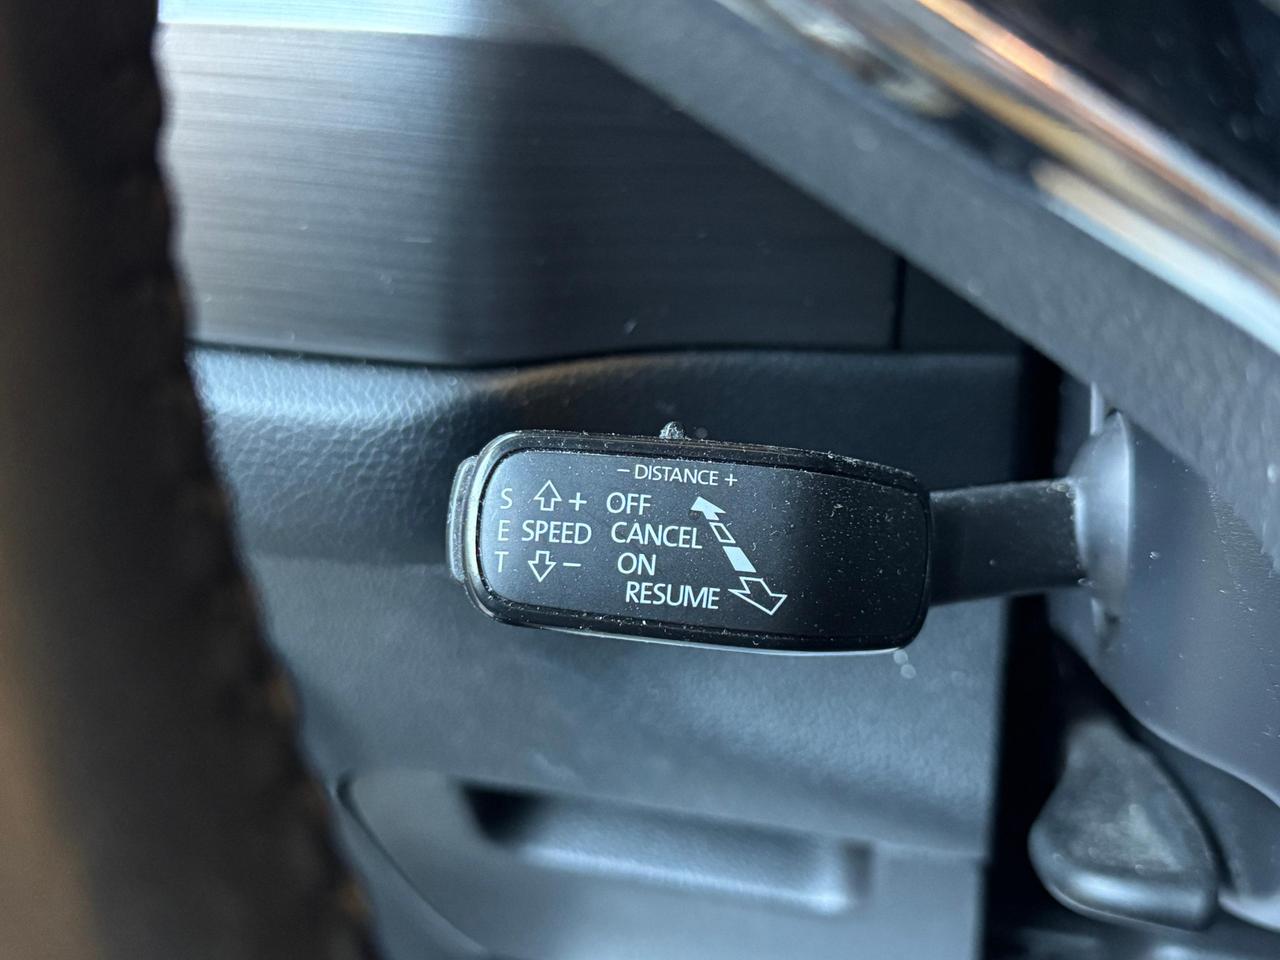 − DISTANCE +
S + OFF
E SPEED CANCEL
T − ON
RESUME